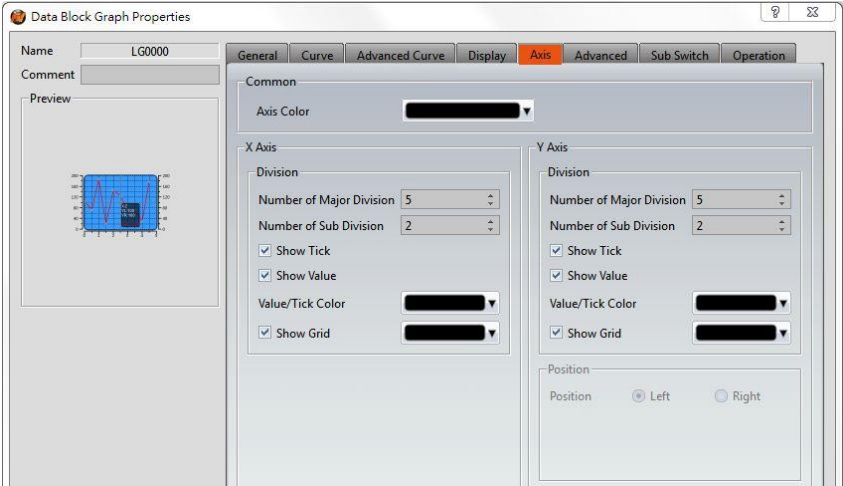 Data Block Graph Properties
?
Name LG0000
Comment
Preview
General Curve Advanced Curve Display Axis Advanced Sub Switch Operation
Common
Axis Color
X Axis
Division
Number of Major Division 5
Number of Sub Division 2
Show Tick
Show Value
Value/Tick Color
Show Grid
Y Axis
Division
Number of Major Division 5
Number of Sub Division 2
Show Tick
Show Value
Value/Tick Color
Show Grid
Position
Position Left Right